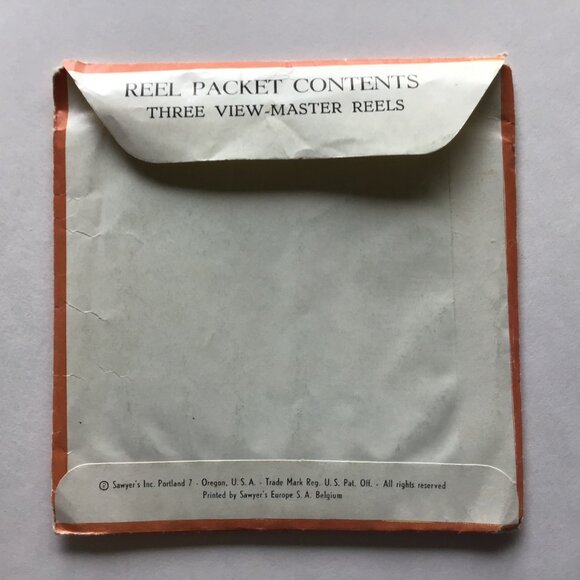 REEL PACKET CONTENTS
THREE VIEW-MASTER REELS
© Sawyer's Inc. Portland 7 - Oregon, U. S. A. - Trade Mark Reg. U. S. Pat. Off. - All rights reserved
Printed by Sawyer's Europe S. A. Belgium